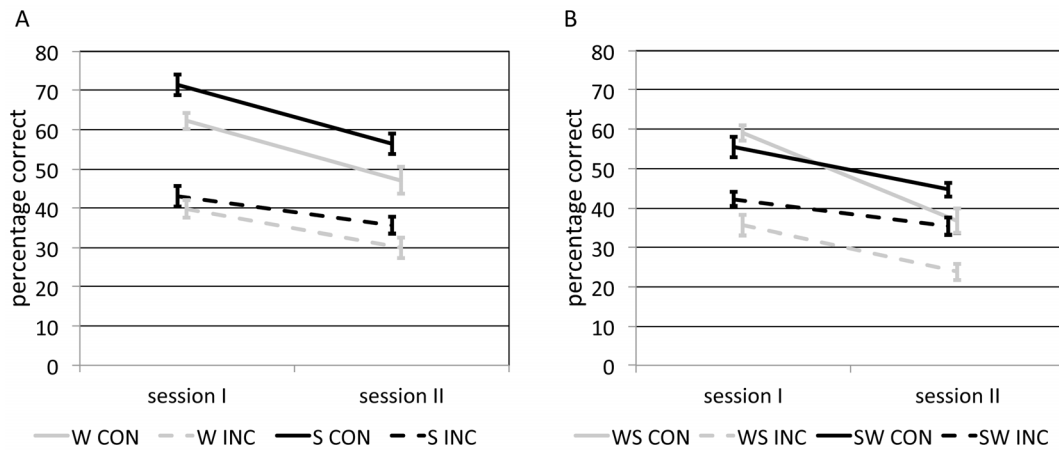 A
percentage correct
80
70
60
50
40
30
20
10
0
session I session II
W CON W INC S CON S INC
B
percentage correct
80
70
60
50
40
30
20
10
0
session I session II
WS CON WS INC SW CON SW INC